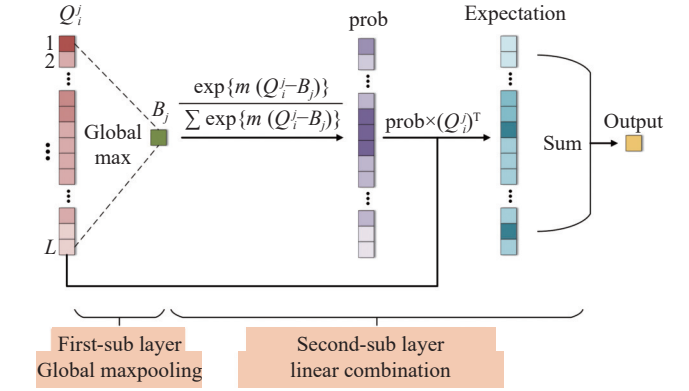 Q_i^j
prob
Expectation
1
2
Global
max
B_j
exp{m (Q_i^j−B_j)}
∑ exp{m (Q_i^j−B_j)}
prob×(Q_i^j)^T
Sum
Output
L
First-sub layer
Global maxpooling
Second-sub layer
linear combination